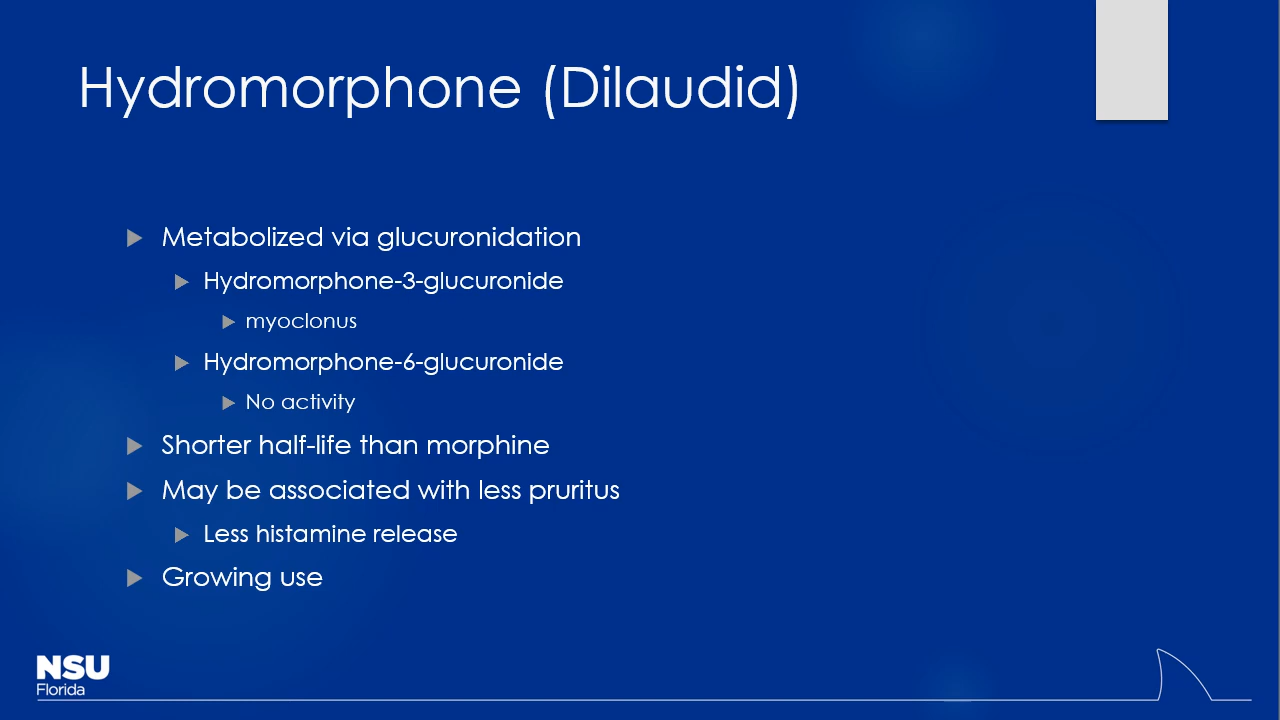 Hydromorphone (Dilaudid)
Metabolized via glucuronidation
Hydromorphone-3-glucuronide
myoclonus
Hydromorphone-6-glucuronide
No activity
Shorter half-life than morphine
May be associated with less pruritus
Less histamine release
Growing use
NSU
Florida